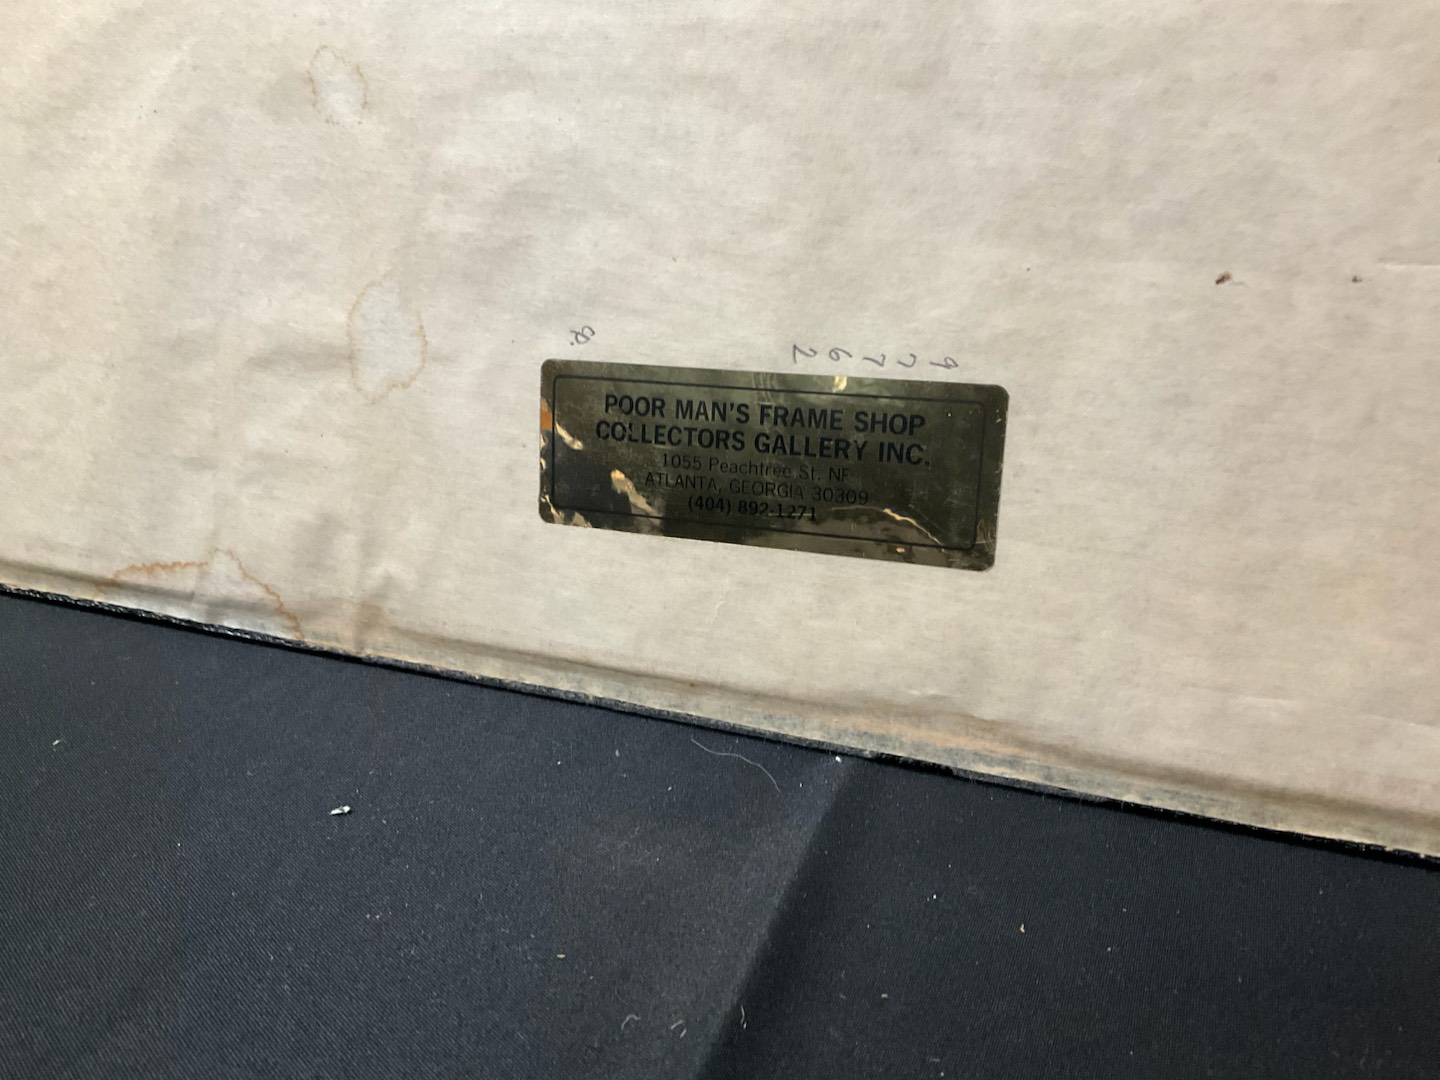 POOR MAN'S FRAME SHOP
COLLECTORS GALLERY INC.
1055 Peachtree St. NE
ATLANTA, GEORGIA 30309
(404) 892-1271